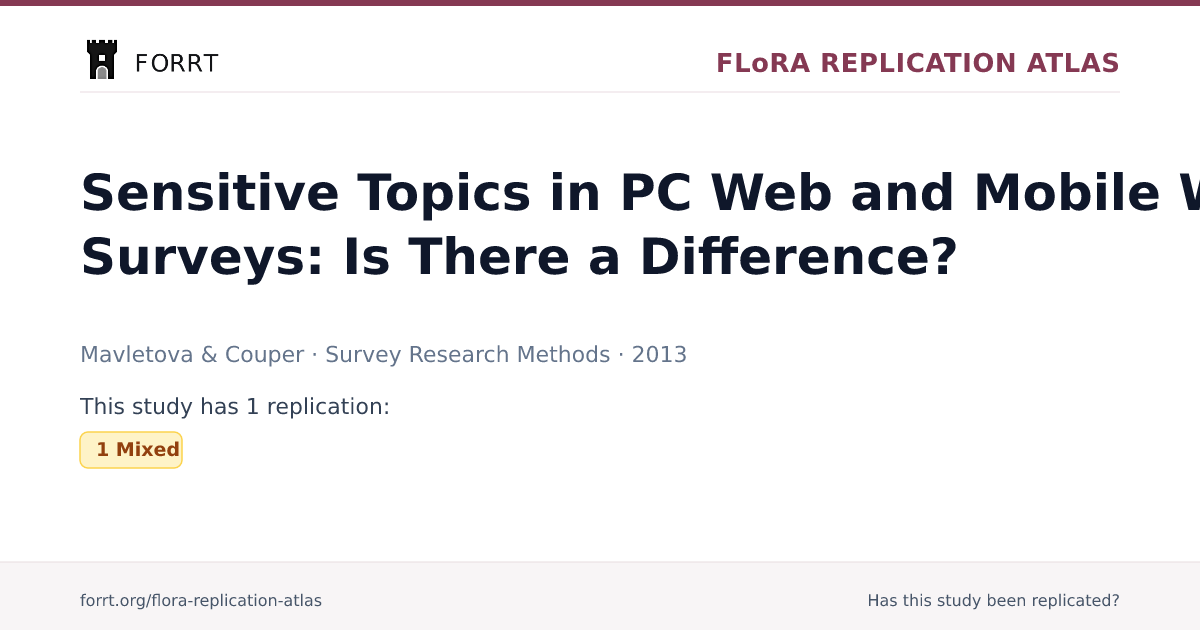 FORRT
FLoRA REPLICATION ATLAS
Sensitive Topics in PC Web and Mobile
Surveys: Is There a Difference?
Mavletova & Couper · Survey Research Methods · 2013
This study has 1 replication:
1 Mixed
forrt.org/flora-replication-atlas
Has this study been replicated?